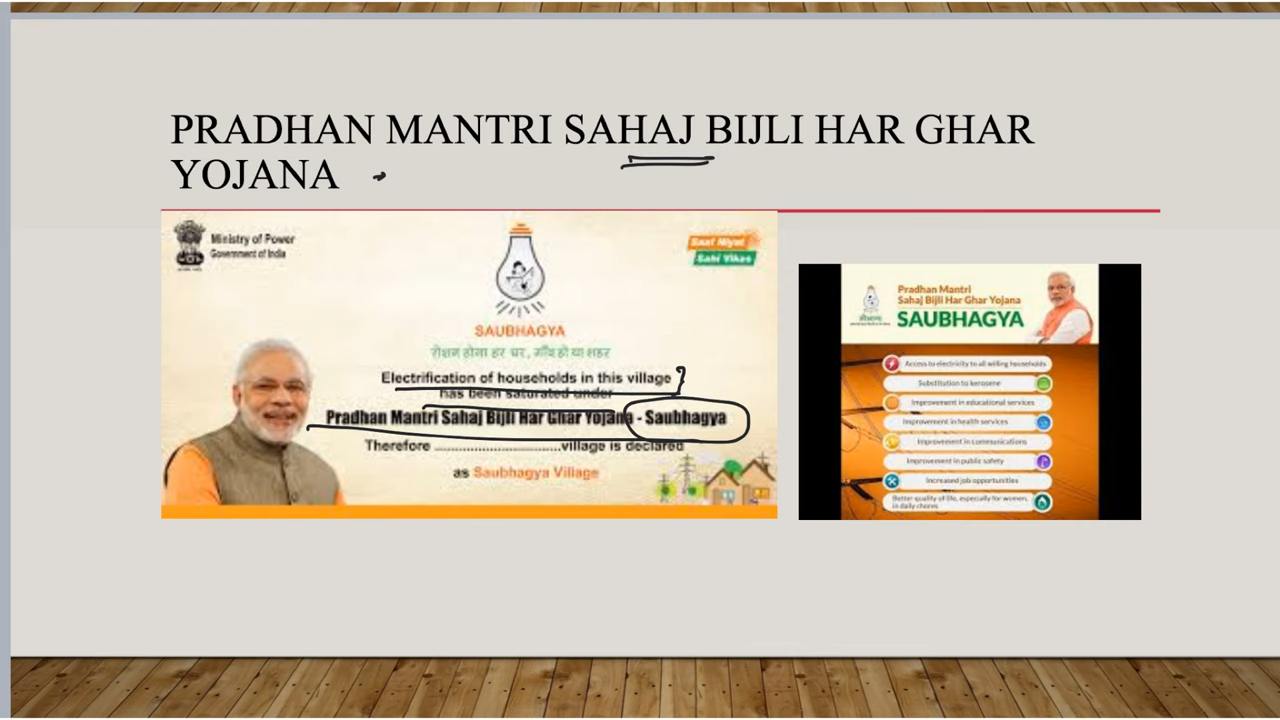 PRADHAN MANTRI SAHAJ BIJLI HAR GHAR
YOJANA
Ministry of Power
Government of India
Saaf Niyat
Sahi Vikas
SAUBHAGYA
रोशन होगा हर घर, गाँव हो या शहर
Electrification of households in this village
has been saturated under
Pradhan Mantri Sahaj Bijli Har Ghar Yojana - Saubhagya
Therefore ..............................village is declared
as Saubhagya Village
Pradhan Mantri
Sahaj Bijli Har Ghar Yojana
SAUBHAGYA
Access to electricity to all willing households
Substitution to kerosene
Improvement in educational services
Improvement in health services
Improvement in communications
Improvement in public safety
Increased job opportunities
Better quality of life, especially for women,
in daily chores